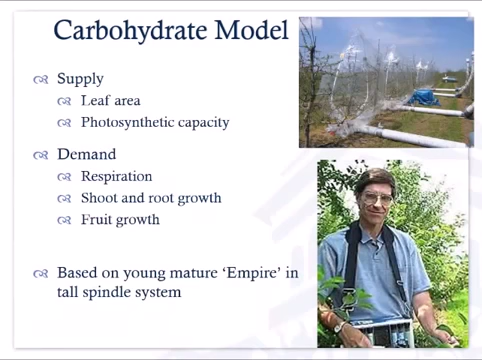 Carbohydrate Model
Supply
Leaf area
Photosynthetic capacity
Demand
Respiration
Shoot and root growth
Fruit growth
Based on young mature ‘Empire’ in
tall spindle system